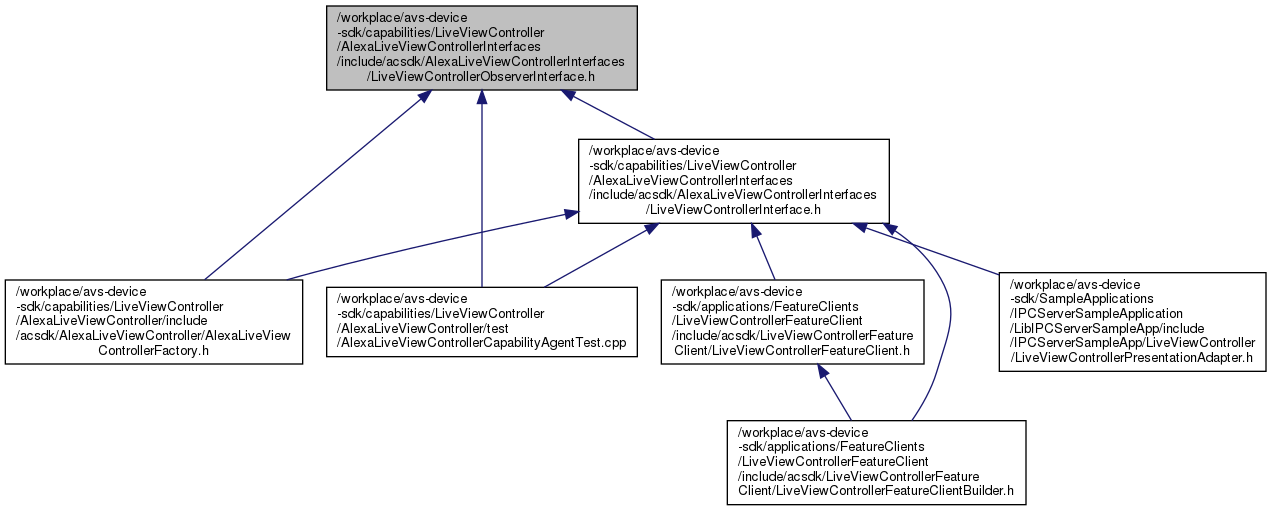 /workplace/avs-device
-sdk/capabilities/LiveViewController
/AlexaLiveViewControllerInterfaces
/include/acsdk/AlexaLiveViewControllerInterfaces
/LiveViewControllerObserverInterface.h
/workplace/avs-device
-sdk/capabilities/LiveViewController
/AlexaLiveViewControllerInterfaces
/include/acsdk/AlexaLiveViewControllerInterfaces
/LiveViewControllerInterface.h
/workplace/avs-device
-sdk/capabilities/LiveViewController
/AlexaLiveViewController/include
/acsdk/AlexaLiveViewController/AlexaLiveView
ControllerFactory.h
/workplace/avs-device
-sdk/capabilities/LiveViewController
/AlexaLiveViewController/test
/AlexaLiveViewControllerCapabilityAgentTest.cpp
/workplace/avs-device
-sdk/applications/FeatureClients
/LiveViewControllerFeatureClient
/include/acsdk/LiveViewControllerFeature
Client/LiveViewControllerFeatureClient.h
/workplace/avs-device
-sdk/SampleApplications
/IPCServerSampleApplication
/LibIPCServerSampleApp/include
/IPCServerSampleApp/LiveViewController
/LiveViewControllerPresentationAdapter.h
/workplace/avs-device
-sdk/applications/FeatureClients
/LiveViewControllerFeatureClient
/include/acsdk/LiveViewControllerFeature
Client/LiveViewControllerFeatureClientBuilder.h